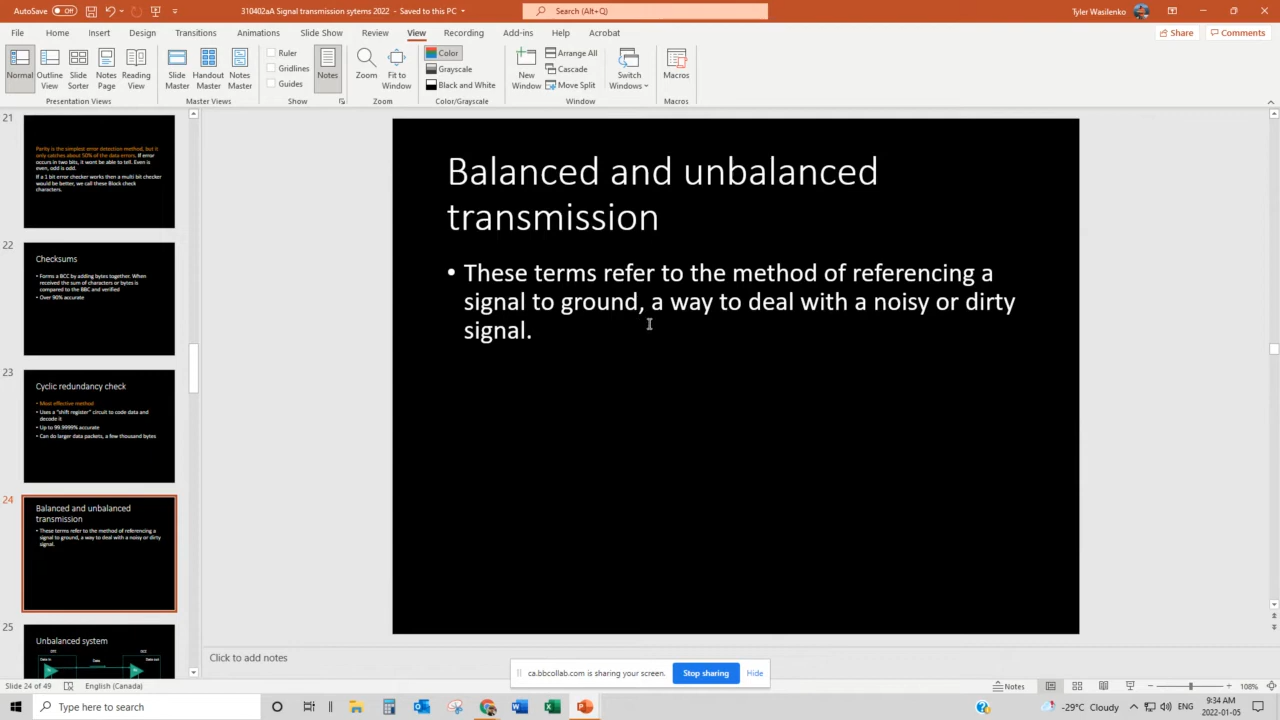 AutoSave Off
310402aA Signal transmission sytems 2022 - Saved to this PC
Search (Alt+Q)
Tyler Wasilenko
File Home Insert Design Transitions Animations Slide Show Review View Recording Add-ins Help Acrobat
Share Comments
Normal
Outline View
Slide Sorter
Notes Page
Reading View
Presentation Views
Slide Master
Handout Master
Notes Master
Master Views
Ruler
Gridlines
Guides
Show
Notes
Zoom
Fit to Window
Zoom
Color
Grayscale
Black and White
Color/Grayscale
New Window
Arrange All
Cascade
Move Split
Switch Windows
Window
Macros
Macros
21
Parity is the simplest error detection method, but it
only catches about 50% of the data errors. If error
occurs in two bits, it wont be able to tell. Even is
even, odd is odd.
If a 1 bit error checker works then a multi bit checker
would be better, we call these Block check
characters.
22
Checksums
• Forms a BCC by adding bytes together. When
received the sum of characters or bytes is
compared to the BBC and verified
• Over 90% accurate
23
Cyclic redundancy check
• Most effective method
• Uses a "shift register" circuit to code data and
decode it
• Up to 99.9999% accurate
• Can do larger data packets, a few thousand bytes
24
Balanced and unbalanced
transmission
• These terms refer to the method of referencing a
signal to ground, a way to deal with a noisy or dirty
signal.
25
Unbalanced system
Data in
Data
Data out
Balanced and unbalanced
transmission
• These terms refer to the method of referencing a
signal to ground, a way to deal with a noisy or dirty
signal.
Click to add notes
ca.bbcollab.com is sharing your screen. Stop sharing Hide
Slide 24 of 49 English (Canada)
Notes
108%
Type here to search
-29°C Cloudy
9:34 AM
2022-01-05